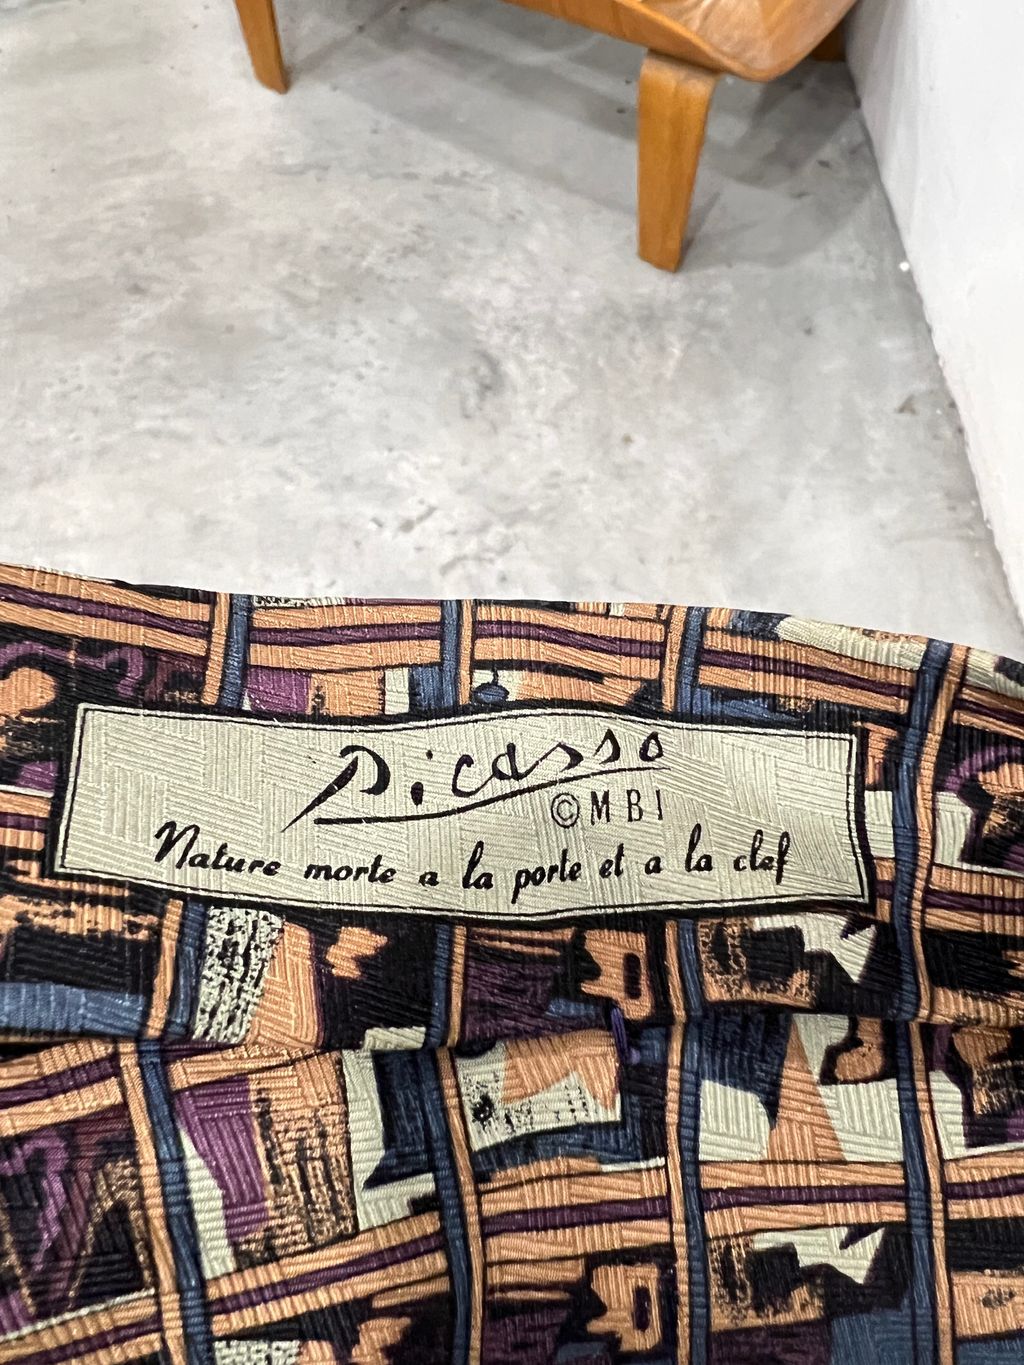 Picasso
©MBI
Nature morte a la porte et a la clef